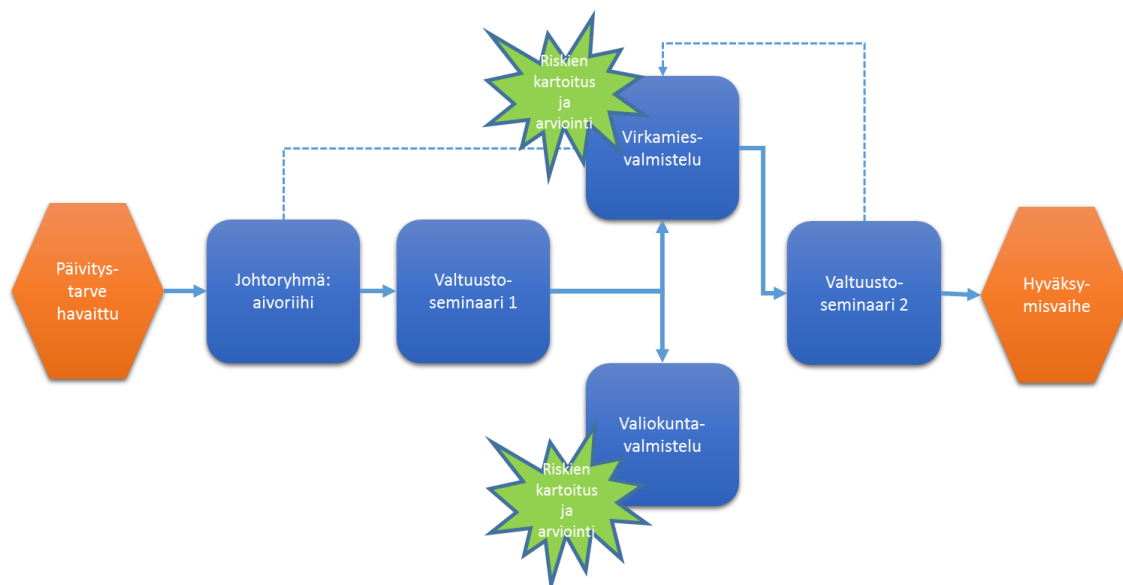 Riskien
kartoitus
ja
arviointi
Virkamies-
valmistelu
Päivitys-
tarve
havaittu
Johtoryhmä:
aivoriihi
Valtuusto-
seminaari 1
Valtuusto-
seminaari 2
Hyväksy-
misvaihe
Valiokunta-
valmistelu
Riskien
kartoitus
ja
arviointi